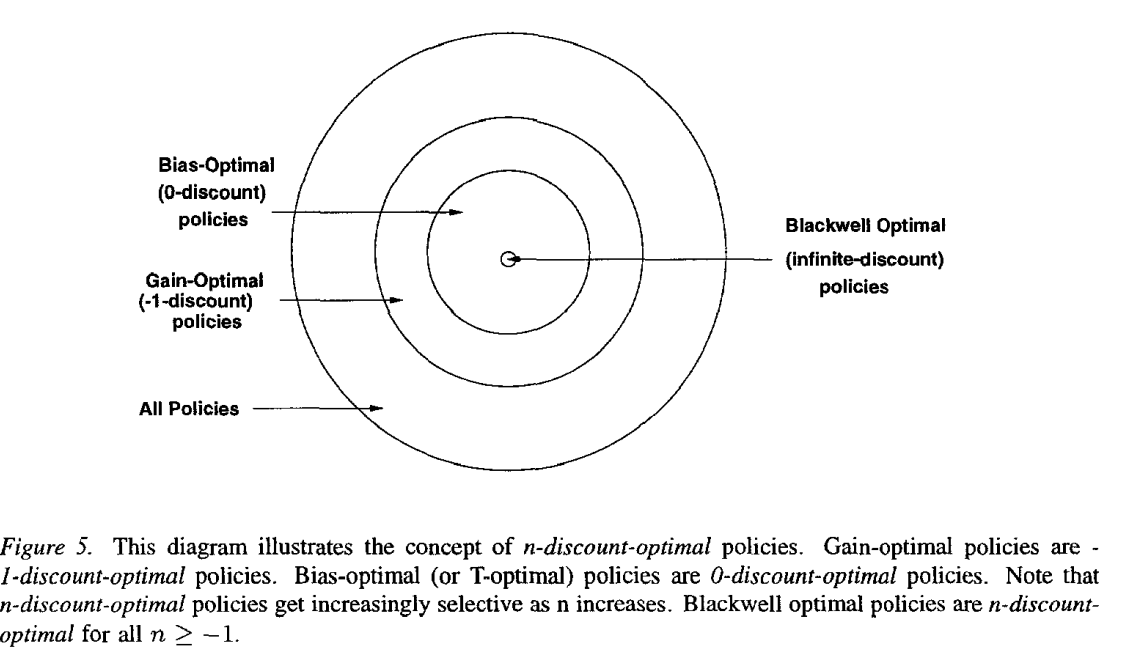 Bias-Optimal
(0-discount)
policies
Blackwell Optimal
(infinite-discount)
policies
Gain-Optimal
(-1-discount)
policies
All Policies
Figure 5. This diagram illustrates the concept of n-discount-optimal policies. Gain-optimal policies are -
1-discount-optimal policies. Bias-optimal (or T-optimal) policies are 0-discount-optimal policies. Note that
n-discount-optimal policies get increasingly selective as n increases. Blackwell optimal policies are n-discount-
optimal for all n ≥ −1.